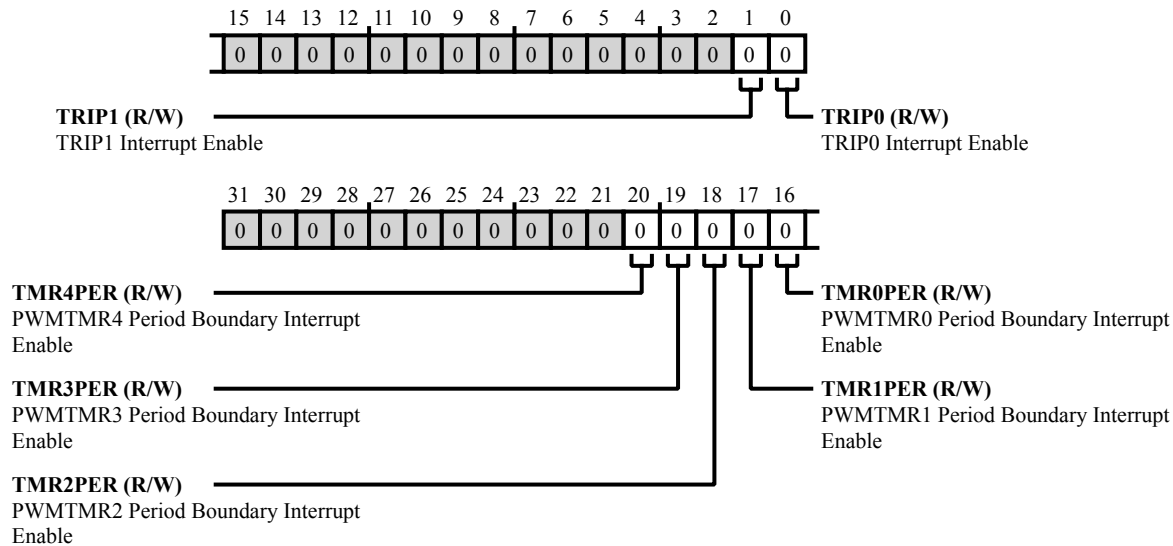 15 14 13 12 11 10 9 8 7 6 5 4 3 2 1 0
0 0 0 0 0 0 0 0 0 0 0 0 0 0 0 0
TRIP1 (R/W)
TRIP1 Interrupt Enable
TRIP0 (R/W)
TRIP0 Interrupt Enable
31 30 29 28 27 26 25 24 23 22 21 20 19 18 17 16
0 0 0 0 0 0 0 0 0 0 0 0 0 0 0 0
TMR4PER (R/W)
PWMTMR4 Period Boundary Interrupt
Enable
TMR0PER (R/W)
PWMTMR0 Period Boundary Interrupt
Enable
TMR3PER (R/W)
PWMTMR3 Period Boundary Interrupt
Enable
TMR1PER (R/W)
PWMTMR1 Period Boundary Interrupt
Enable
TMR2PER (R/W)
PWMTMR2 Period Boundary Interrupt
Enable